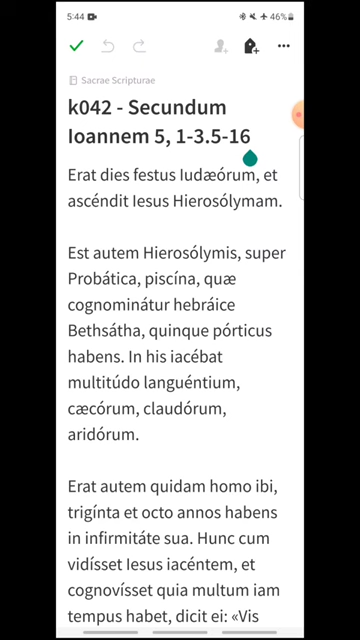 5:44
46%
Sacrae Scripturae
k042 - Secundum
Ioannem 5, 1-3.5-16
Erat dies festus Iudæórum, et
ascéndit Iesus Hierosólymam.
Est autem Hierosólymis, super
Probática, piscína, quæ
cognominátur hebráice
Bethsátha, quinque pórticus
habens. In his iacébat
multitúdo languéntium,
cæcórum, claudórum,
aridórum.
Erat autem quidam homo ibi,
trigínta et octo annos habens
in infirmitáte sua. Hunc cum
vidísset Iesus iacéntem, et
cognovísset quia multum iam
tempus habet, dicit ei: «Vis